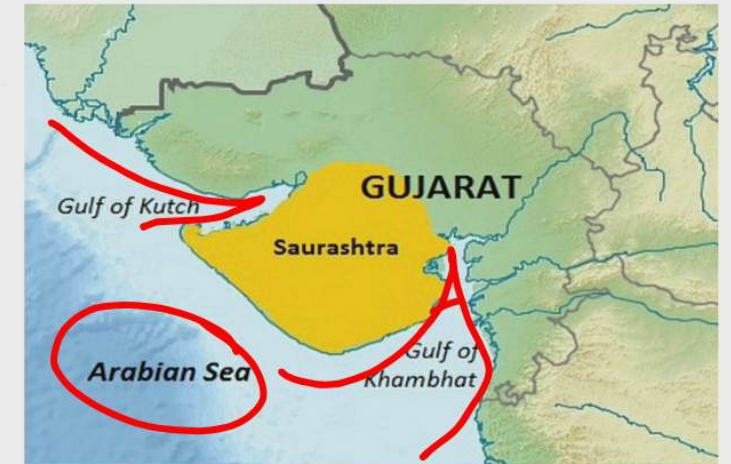 GUJARAT
Gulf of Kutch
Saurashtra
Arabian Sea
Gulf of
Khambhat